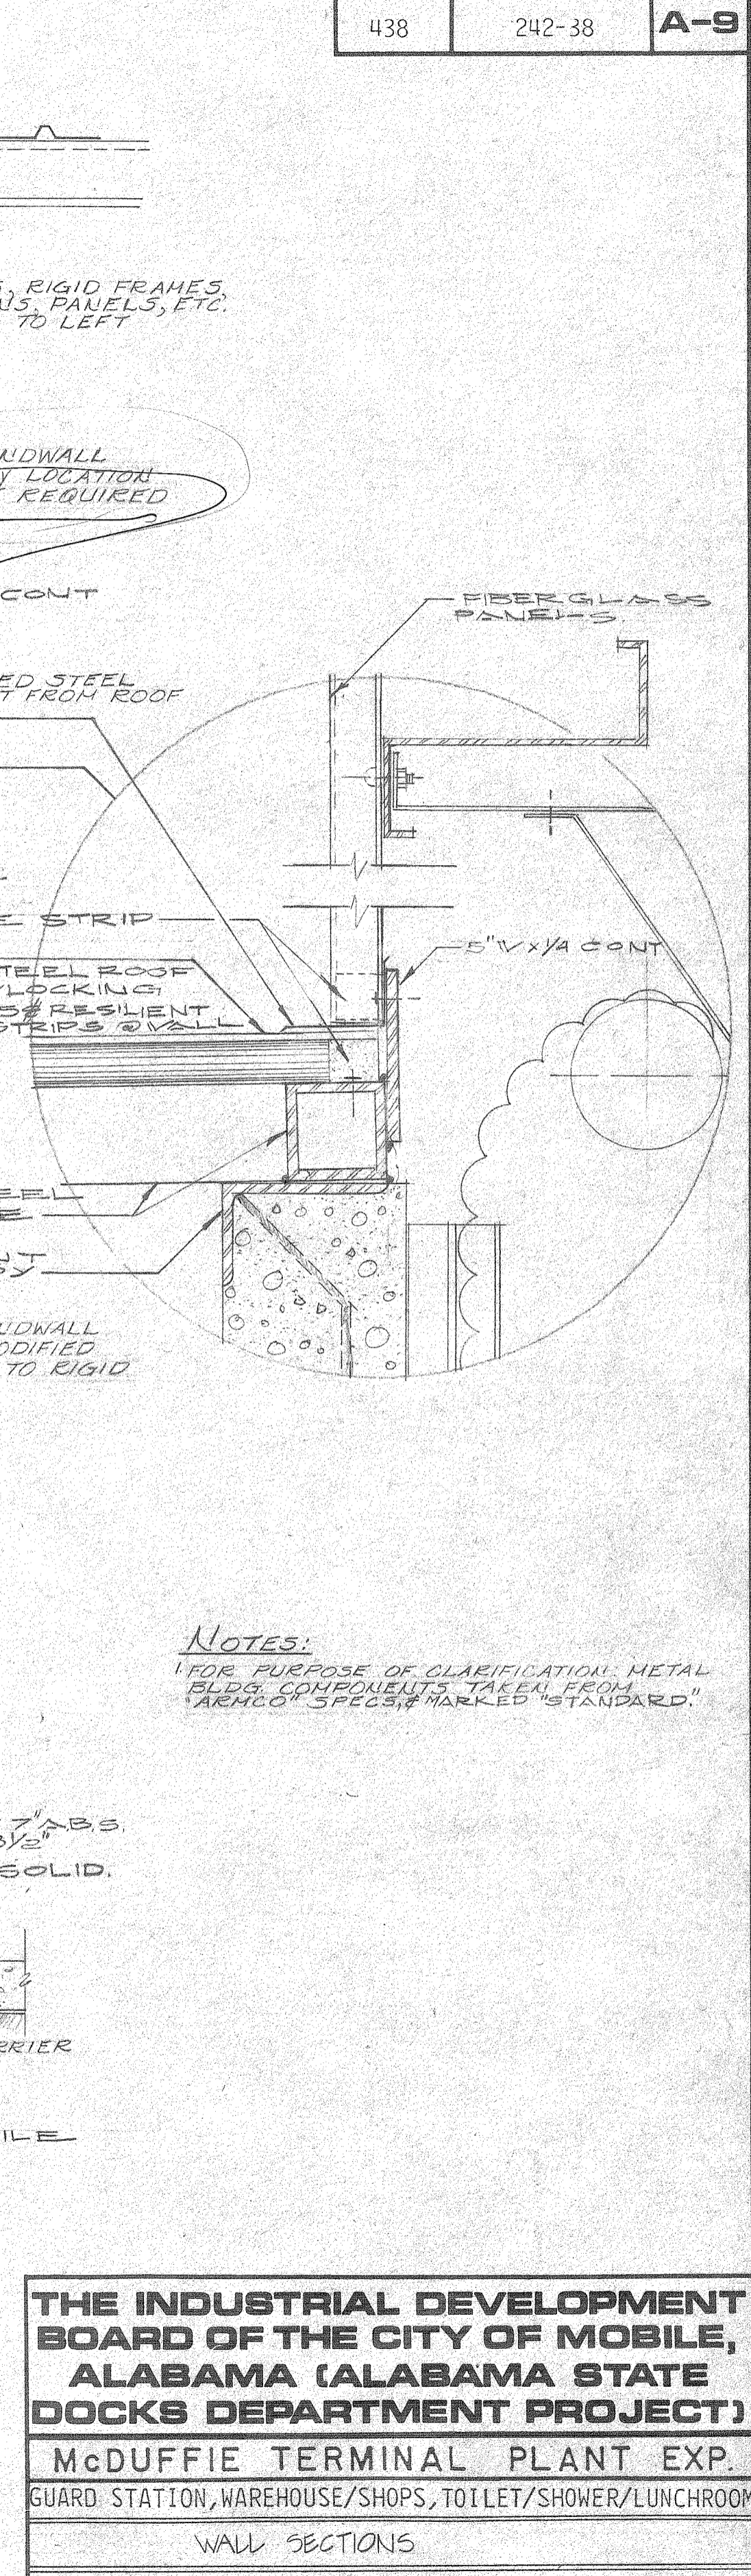 438
242-38
A-9
, RIGID FRAMES,
NS, PANELS, ETC.
TO LEFT
NDWALL
Y LOCATION
REQUIRED
CONT
ED STEEL
T FROM ROOF
FIBERGLASS
PANELS
E STRIP
5"W x 1/4 CONT
STEEL ROOF
LOCKING
RESILIENT
STRIPS @ WALL
EEL
E
NT
BY
NDWALL
ODIFIED
TO RIGID
NOTES:
1. FOR PURPOSE OF CLARIFICATION METAL
BLDG COMPONENTS TAKEN FROM
"ARMCO" SPECS, & MARKED "STANDARD."
7" A.B.S.
3 1/2"
SOLID.
RRIER
ILE
THE INDUSTRIAL DEVELOPMENT
BOARD OF THE CITY OF MOBILE,
ALABAMA (ALABAMA STATE
DOCKS DEPARTMENT PROJECT)
McDUFFIE TERMINAL PLANT EXP.
GUARD STATION, WAREHOUSE/SHOPS, TOILET/SHOWER/LUNCHROOM
WALL SECTIONS